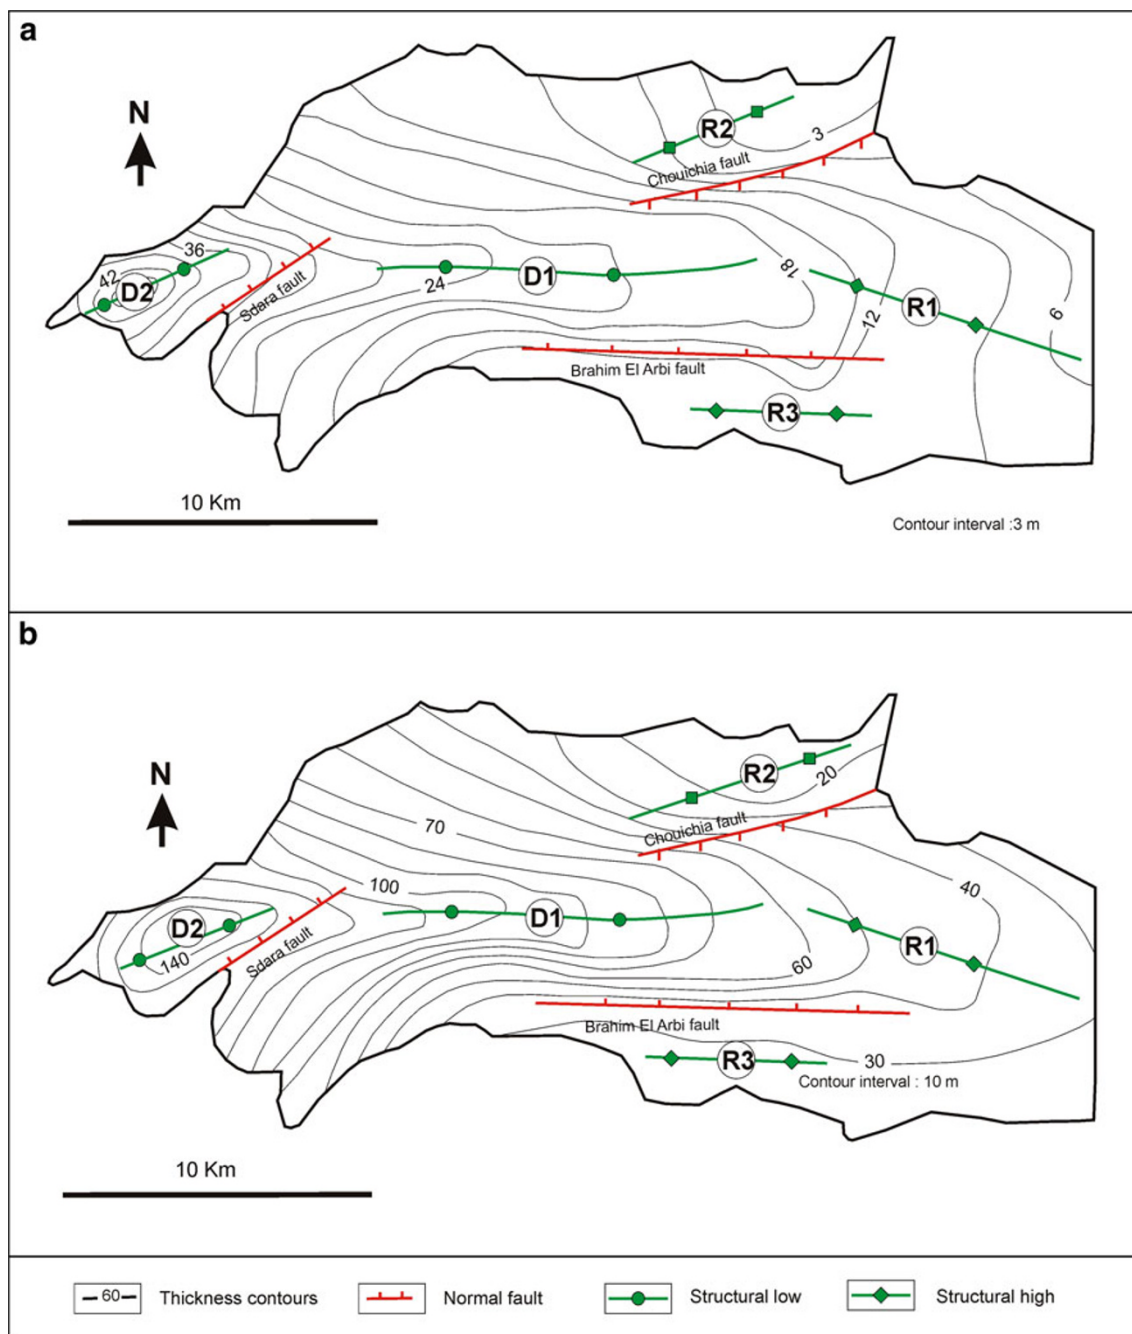 a
N
R2
3
Chouichia fault
36
42
D2
Sdara fault
D1
24
18
R1
12
6
Brahim El Arbi fault
R3
10 Km
Contour interval :3 m
b
N
R2
20
Chouichia fault
70
100
40
D2
D1
140
Sdara fault
R1
60
Brahim El Arbi fault
R3
30
Contour interval : 10 m
10 Km
60
Thickness contours
Normal fault
Structural low
Structural high